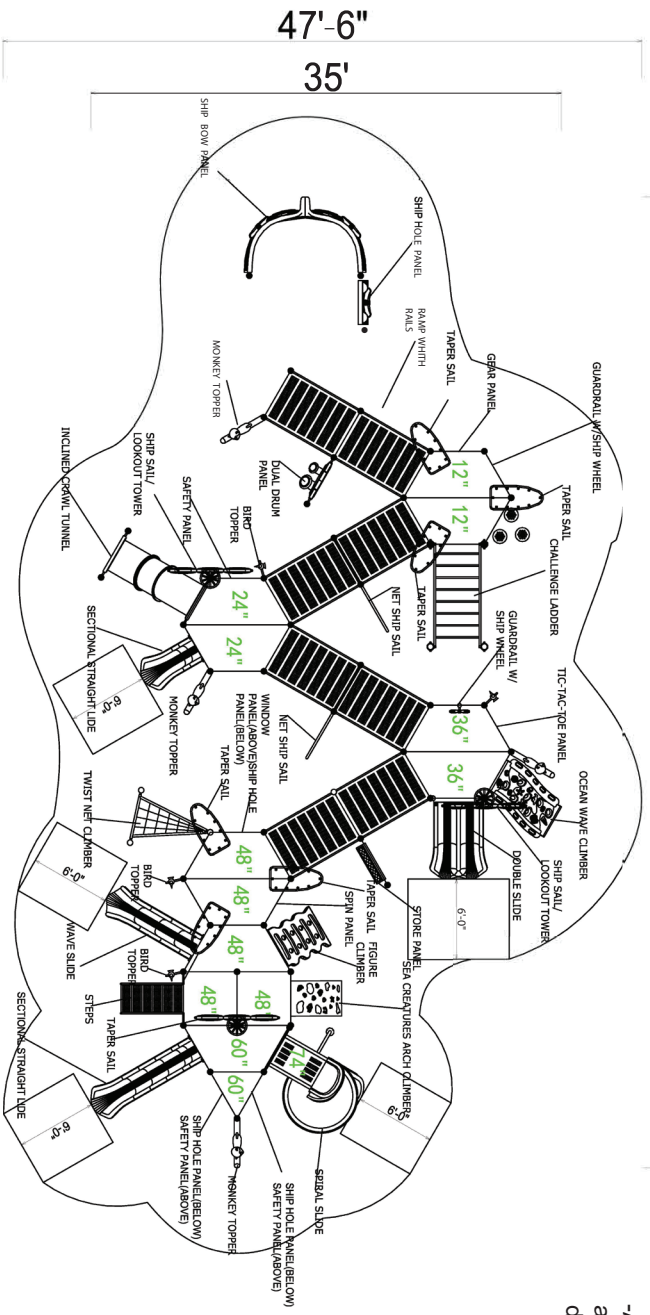 47'-6"
35'
SHIP BOW PANEL
SHIP HOLE PANEL
RAMP WHITH
RAILS
TAPER SAIL
GEAR PANEL
GUARDRAIL W/SHIP WHEEL
MONKEY TOPPER
TAPER SAIL
12"
12"
DUAL DRUM
PANEL
CHALLENGE LADDER
INCLINED CRAWL TUNNEL
SHIP SAIL/
LOOKOUT TOWER
SAFETY PANEL
BIRD
TOPPER
TAPER SAIL
NET SHIP SAIL
GUARDRAIL W/
SHIP WHEEL
24"
24"
SECTIONAL STRAIGHT LIDE
6'-0"
MONKEY TOPPER
TIC-TAC-TOE PANEL
36"
36"
NET SHIP SAIL
WINDOW
PANEL(ABOVE)SHIP HOLE
PANEL(BELOW)
TAPER SAIL
OCEAN WAVE CLIMBER
SHIP SAIL/
LOOKOUT TOWER
DOUBLE SLIDE
TWIST NET CLIMBER
6'-0"
BIRD
TOPPER
48"
48"
48"
TAPER SAIL
SPIN PANEL
FIGURE
CLIMBER
STORE PANEL
6'-0"
WAVE SLIDE
BIRD
TOPPER
SEA CREATURES ARCH CLIMBER
STEPS
48"
48"
TAPER SAIL
SECTIONAL STRAIGHT LIDE
60"
60"
74"
6'-0"
6'-0"
SPIRAL SLIDE
SHIP HOLE PANEL(BELOW)
SAFETY PANEL(ABOVE)
MONKEY TOPPER
SHIP HOLE PANEL(BELOW)
SAFETY PANEL(ABOVE)